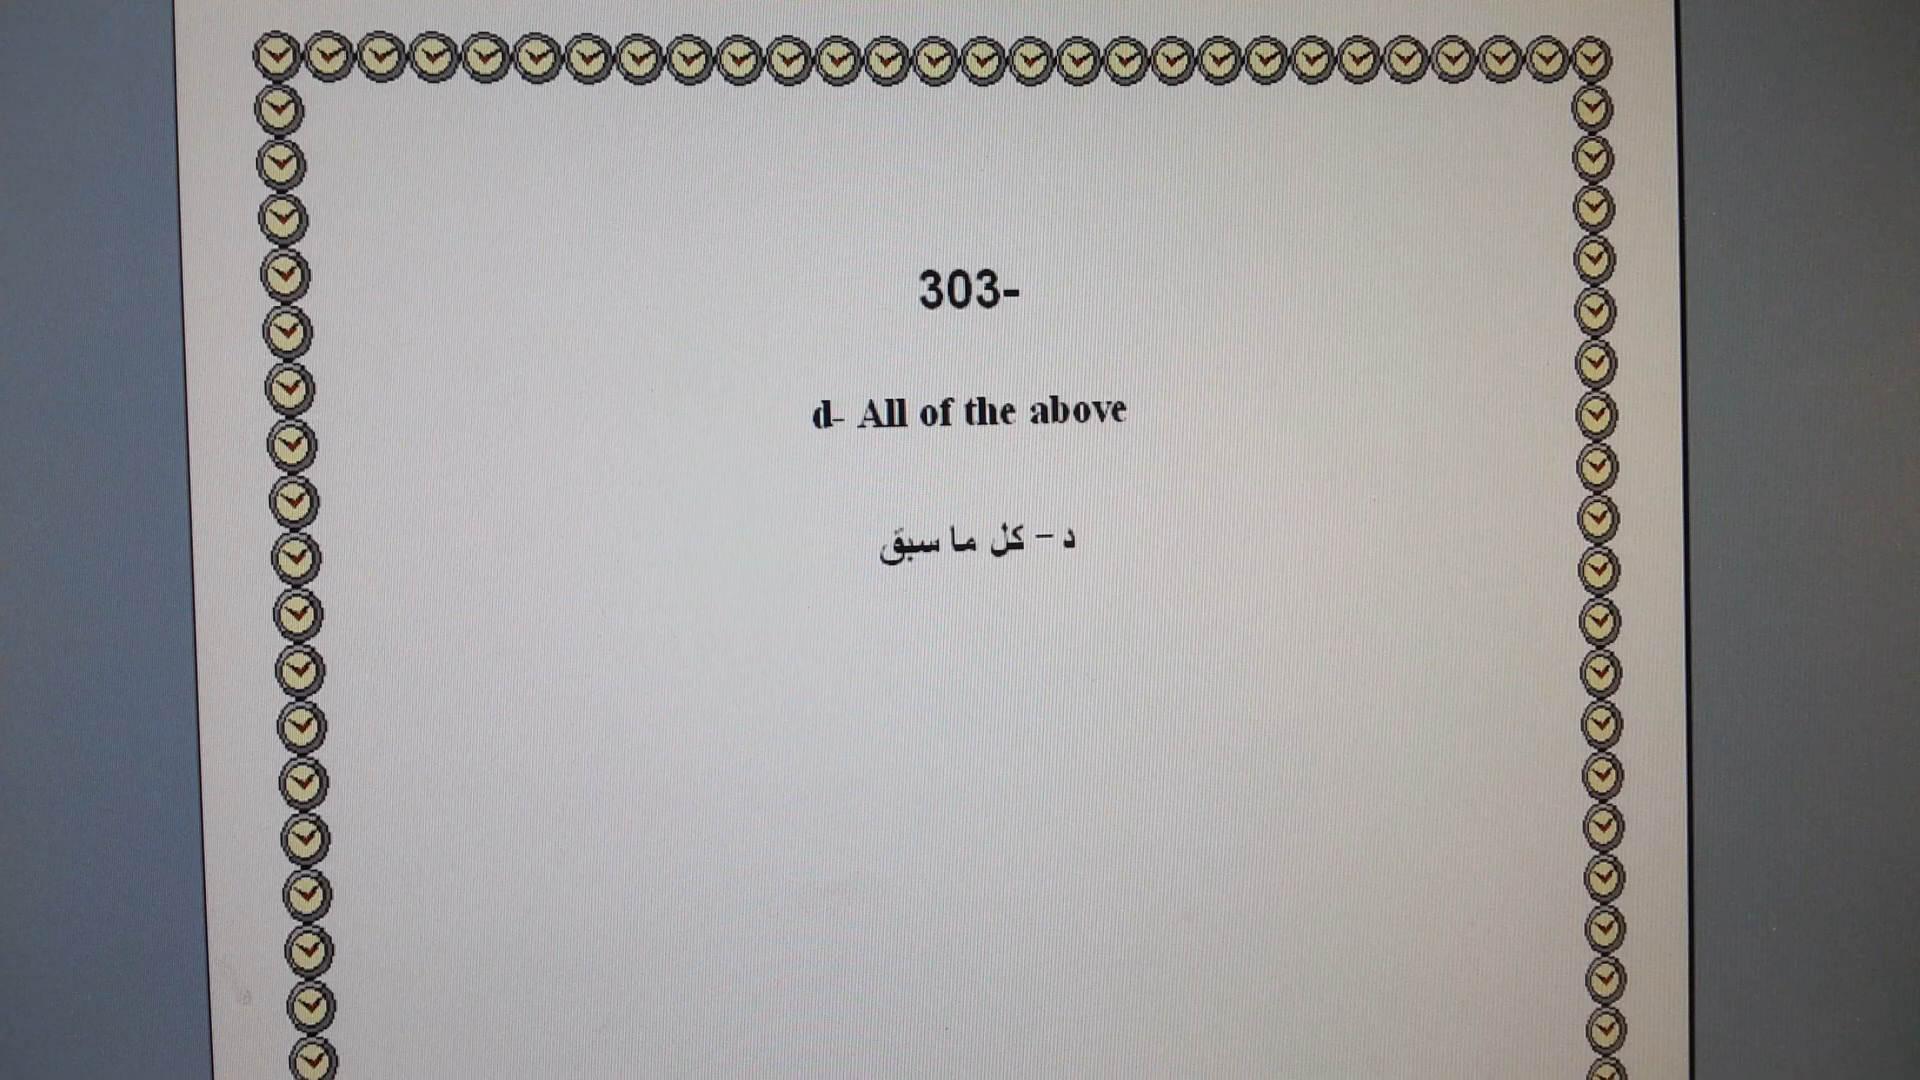 303-
d- All of the above
د – كل ما سبق